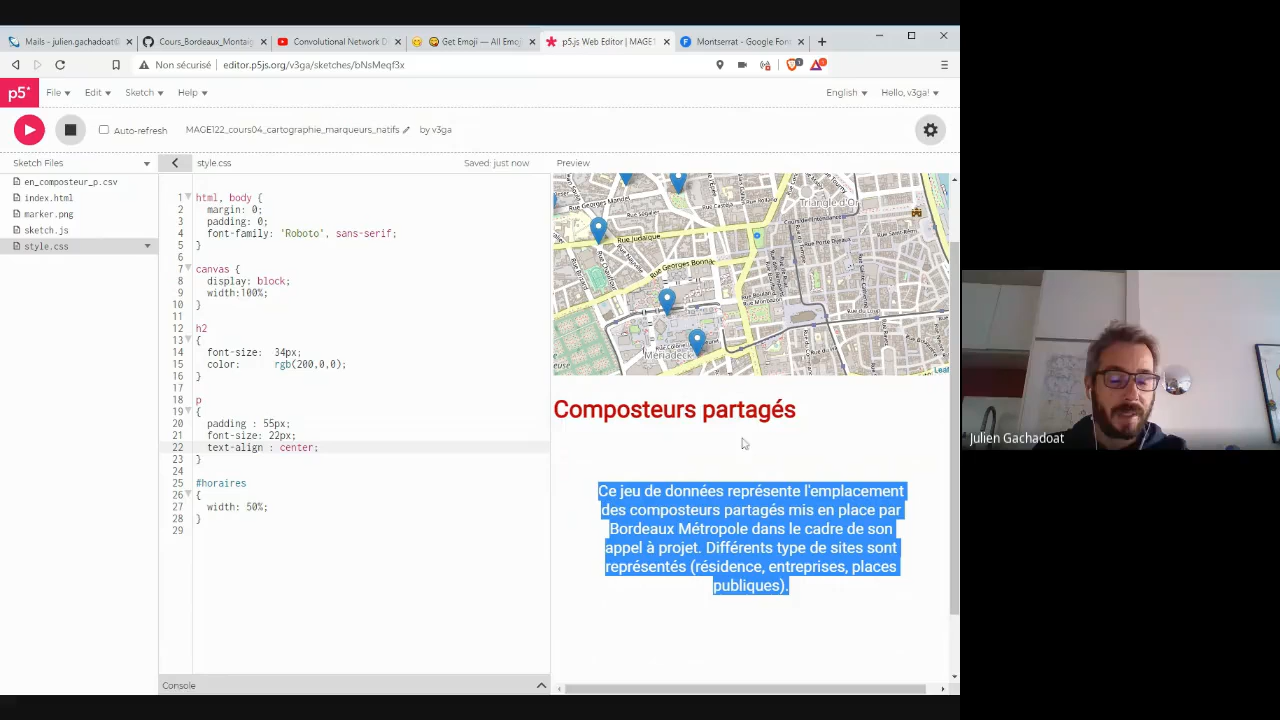 Mails - julien.gachadoat@
Cours_Bordeaux_Montaig
Convolutional Network D
Get Emoji — All Emoj
p5.js Web Editor | MAGE1
Montserrat - Google Font
Non sécurisé
editor.p5js.org/v3ga/sketches/bNsMeqf3x
p5*
File
Edit
Sketch
Help
English
Hello, v3ga!
Auto-refresh
MAGE122_cours04_cartographie_marqueurs_natifs
by v3ga
Sketch Files
style.css
Saved: just now
Preview
en_composteur_p.csv
index.html
marker.png
sketch.js
style.css
1 html, body {
2 margin: 0;
3 padding: 0;
4 font-family: 'Roboto', sans-serif;
5 }
6
7 canvas {
8 display: block;
9 width:100%;
10 }
11
12 h2
13 {
14 font-size: 34px;
15 color: rgb(200,0,0);
16 }
17
18 p
19 {
20 padding : 55px;
21 font-size: 22px;
22 text-align : center;
23 }
24
25 #horaires
26 {
27 width: 50%;
28 }
29
Triangle d'Or
Rue Judaïque
Rue Georges Bonnac
Mériadeck
Leaf
Composteurs partagés
Ce jeu de données représente l'emplacement
des composteurs partagés mis en place par
Bordeaux Métropole dans le cadre de son
appel à projet. Différents type de sites sont
représentés (résidence, entreprises, places
publiques).
Console
Julien Gachadoat